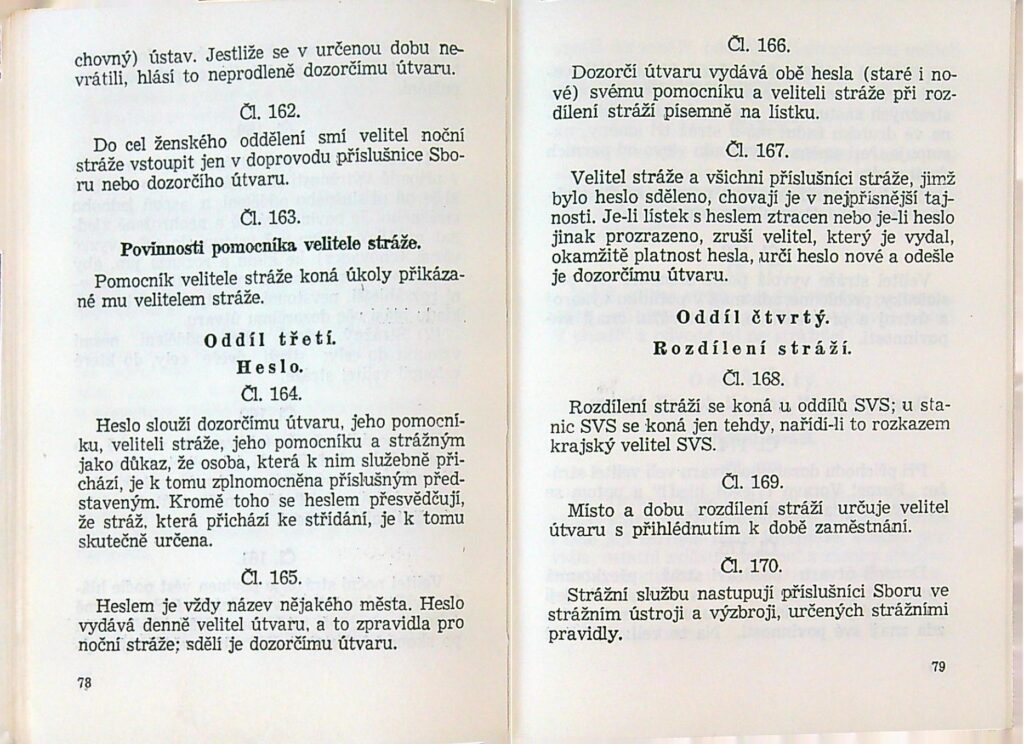 chovný) ústav. Jestliže se v určenou dobu ne-
vrátili, hlásí to neprodleně dozorčímu útvaru.
Čl. 162.
Do cel ženského oddělení smí velitel noční
stráže vstoupit jen v doprovodu příslušnice Sbo-
ru nebo dozorčího útvaru.
Čl. 163.
Povinnosti pomocníka velitele stráže.
Pomocník velitele stráže koná úkoly přikáza-
né mu velitelem stráže.
Oddíl třetí.
Heslo.
Čl. 164.
Heslo slouží dozorčímu útvaru, jeho pomocní-
ku, veliteli stráže, jeho pomocníku a strážným
jako důkaz, že osoba, která k nim služebně při-
chází, je k tomu zplnomocněna příslušným před-
staveným. Kromě toho se heslem přesvědčují,
že stráž, která přichází ke střídání, je k tomu
skutečně určena.
Čl. 165.
Heslem je vždy název nějakého města. Heslo
vydává denně velitel útvaru, a to zpravidla pro
noční stráže; sdělí je dozorčímu útvaru.
78
Čl. 166.
Dozorčí útvaru vydává obě hesla (staré i no-
vé) svému pomocníku a veliteli stráže při roz-
dílení stráží písemně na lístku.
Čl. 167.
Velitel stráže a všichni příslušníci stráže, jimž
bylo heslo sděleno, chovají je v nejpřísnější taj-
nosti. Je-li lístek s heslem ztracen nebo je-li heslo
jinak prozrazeno, zruší velitel, který je vydal,
okamžitě platnost hesla, určí heslo nové a odešle
je dozorčímu útvaru.
Oddíl čtvrtý.
Rozdílení stráží.
Čl. 168.
Rozdílení stráží se koná u oddílů SVS; u sta-
nic SVS se koná jen tehdy, nařídí-li to rozkazem
krajský velitel SVS.
Čl. 169.
Místo a dobu rozdílení stráží určuje velitel
útvaru s přihlédnutím k době zaměstnání.
Čl. 170.
Strážní službu nastupují příslušníci Sboru ve
strážním ústroji a výzbroji, určených strážními
pravidly.
79